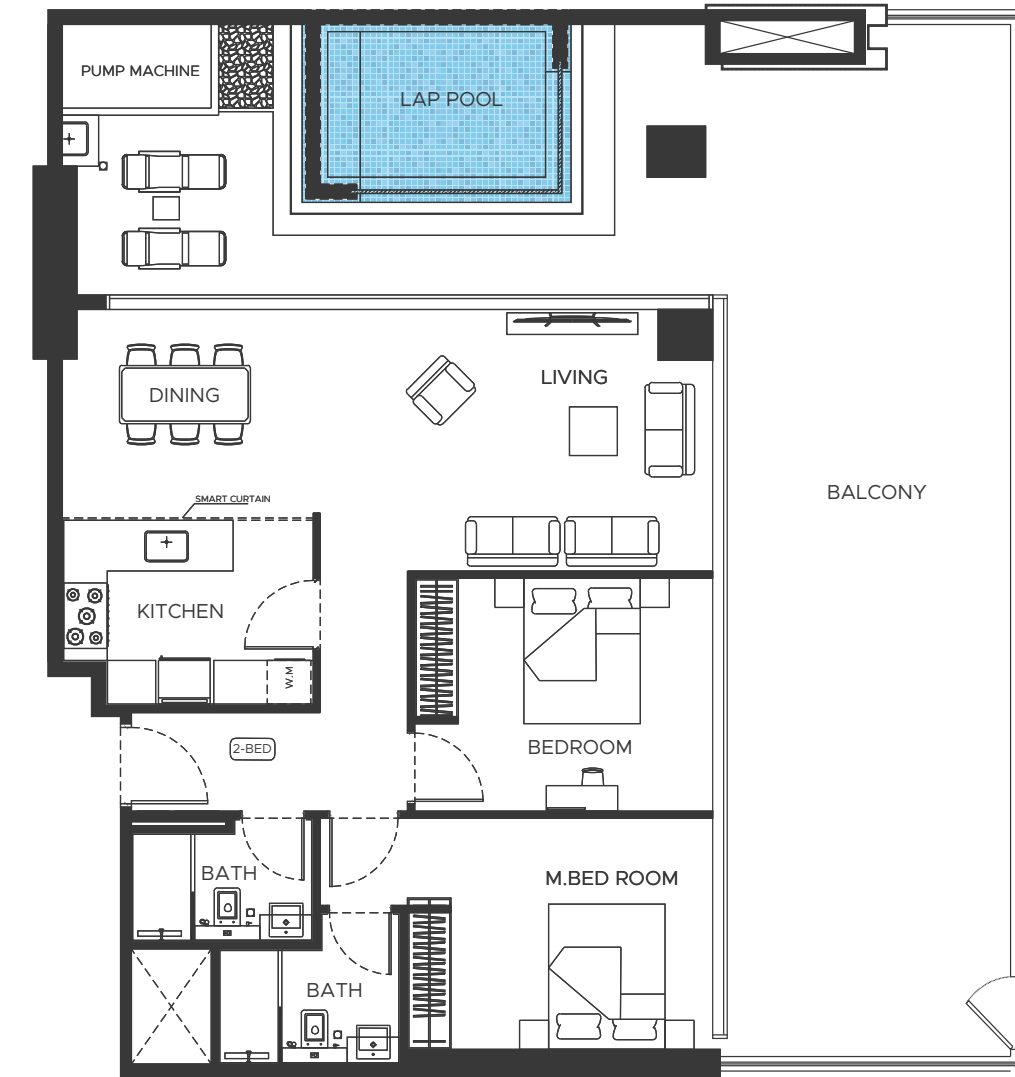 PUMP MACHINE
LAP POOL
LIVING
DINING
BALCONY
SMART CURTAIN
KITCHEN
W.M
2-BED
BEDROOM
BATH
M.BED ROOM
BATH